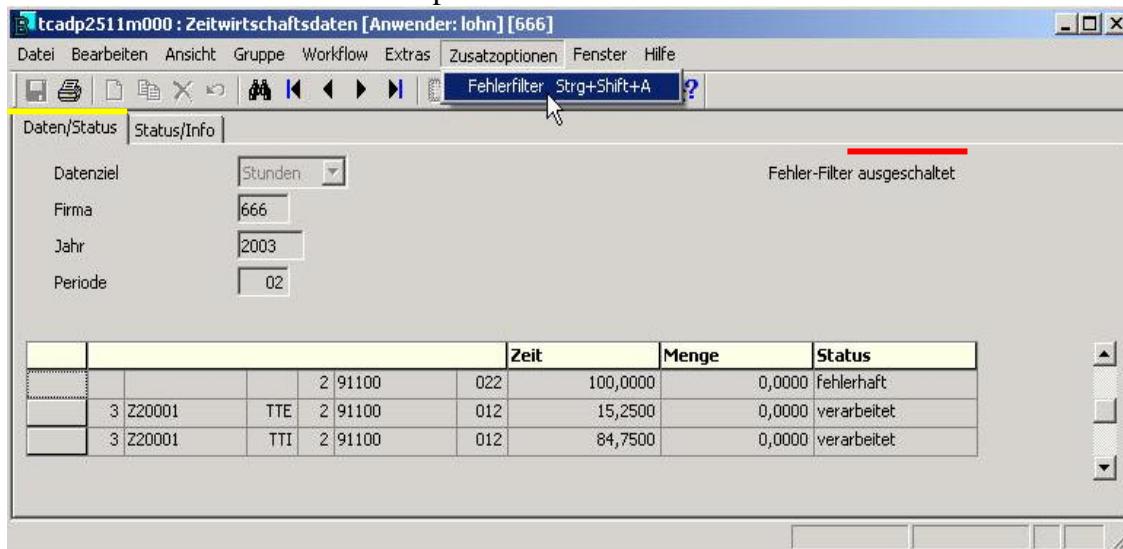 tcadp2511m000 : Zeitwirtschaftsdaten [Anwender: lohn] [666]
Datei Bearbeiten Ansicht Gruppe Workflow Extras Zusatzoptionen Fenster Hilfe
Fehlerfilter Strg+Shift+A
?
Daten/Status Status/Info
Datenziel Stunden Fehler-Filter ausgeschaltet
Firma 666
Jahr 2003
Periode 02
Zeit Menge Status
2 91100 022 100,0000 0,0000 fehlerhaft
3 Z20001 TTE 2 91100 012 15,2500 0,0000 verarbeitet
3 Z20001 TTI 2 91100 012 84,7500 0,0000 verarbeitet